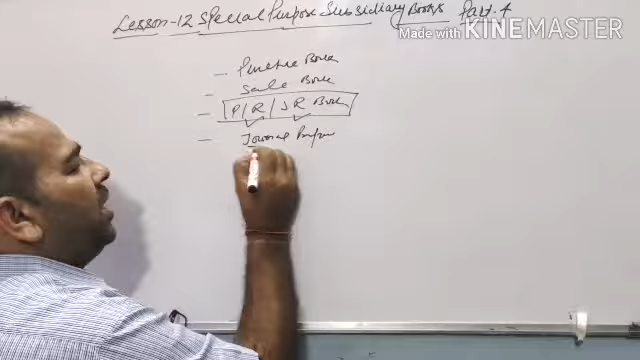 Lesson-12 Special Purpose Subsidiary Books Part-4
Made with KINEMASTER
— Purchase Book
— Sale Book
— P/R / S R Book
— Journal Proper